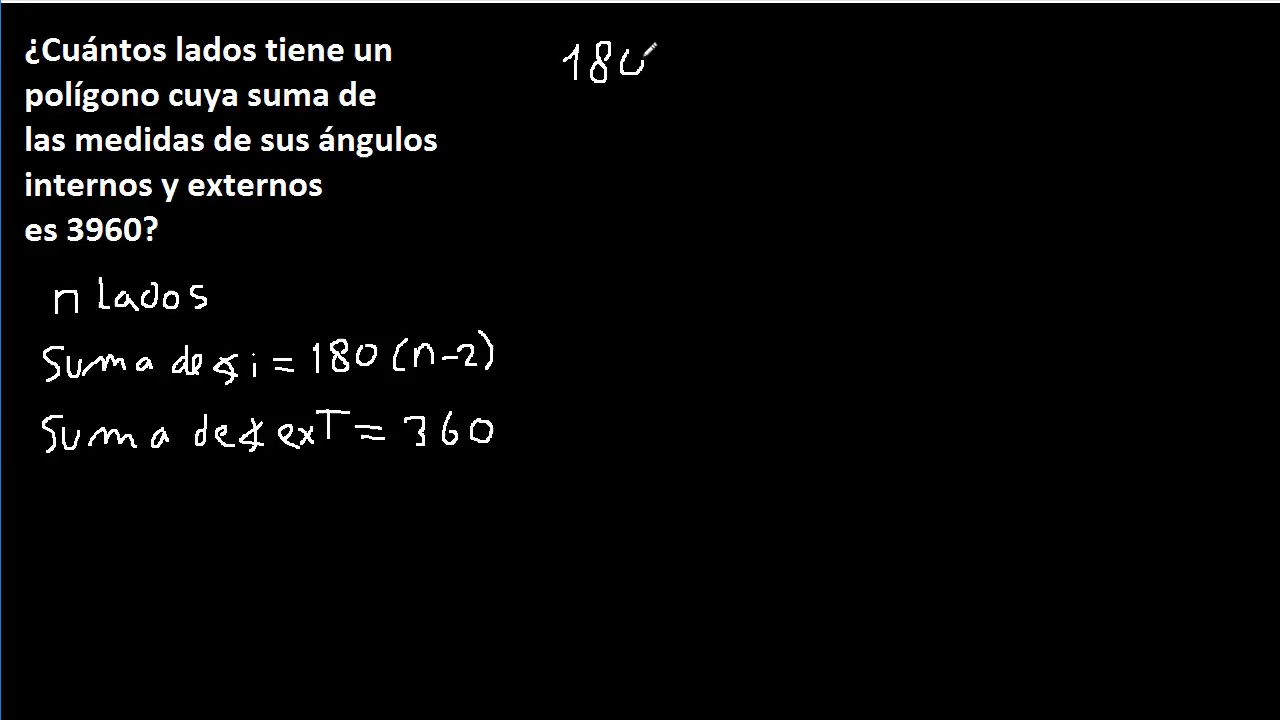 ¿Cuántos lados tiene un
polígono cuya suma de
las medidas de sus ángulos
internos y externos
es 3960?
n lados
Suma de ∢ i = 180 (n-2)
Suma de ∢ exT = 360
180